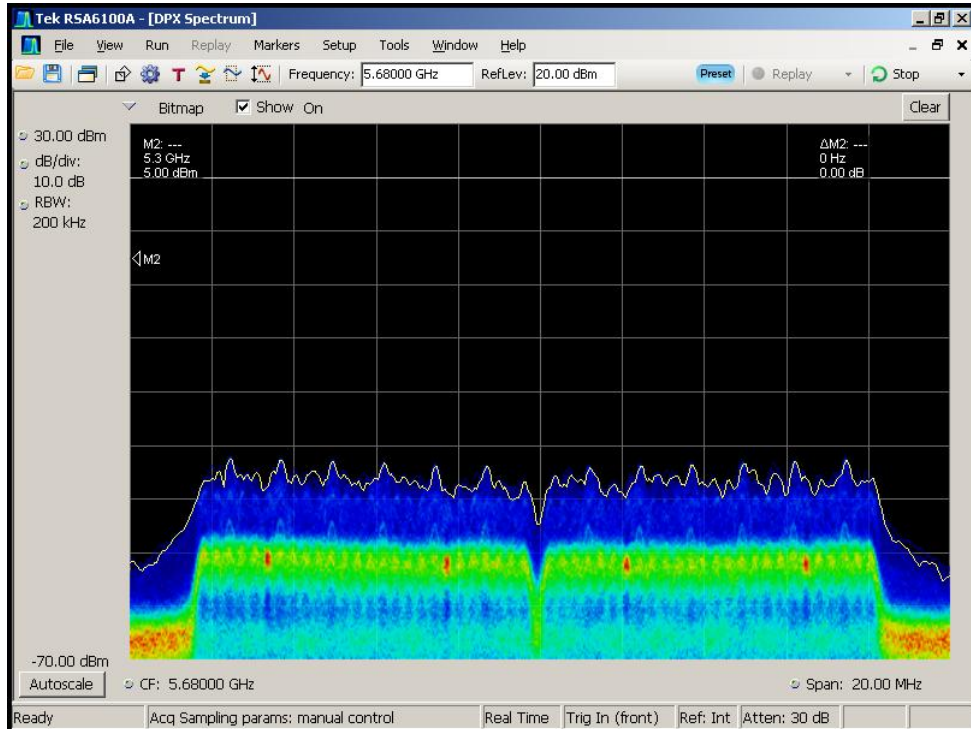 Tek RSA6100A - [DPX Spectrum]
File View Run Replay Markers Setup Tools Window Help
Frequency: 5.68000 GHz RefLev: 20.00 dBm Preset Replay Stop
Bitmap Show On Clear
30.00 dBm
dB/div:
10.0 dB
RBW:
200 kHz
M2: ---
5.3 GHz
5.00 dBm
ΔM2: ---
0 Hz
0.00 dB
M2
-70.00 dBm
Autoscale CF: 5.68000 GHz Span: 20.00 MHz
Ready Acq Sampling params: manual control Real Time Trig In (front) Ref: Int Atten: 30 dB